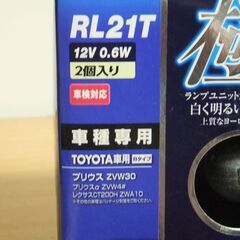 RL21T
12V 0.6W
2個入り
車検対応
車種専用
TOYOTA車用
プリウス ZVW30
プリウスα ZVW4#
レクサスCT200H ZWA10
極
ランプユニット
白く明るい
上質な